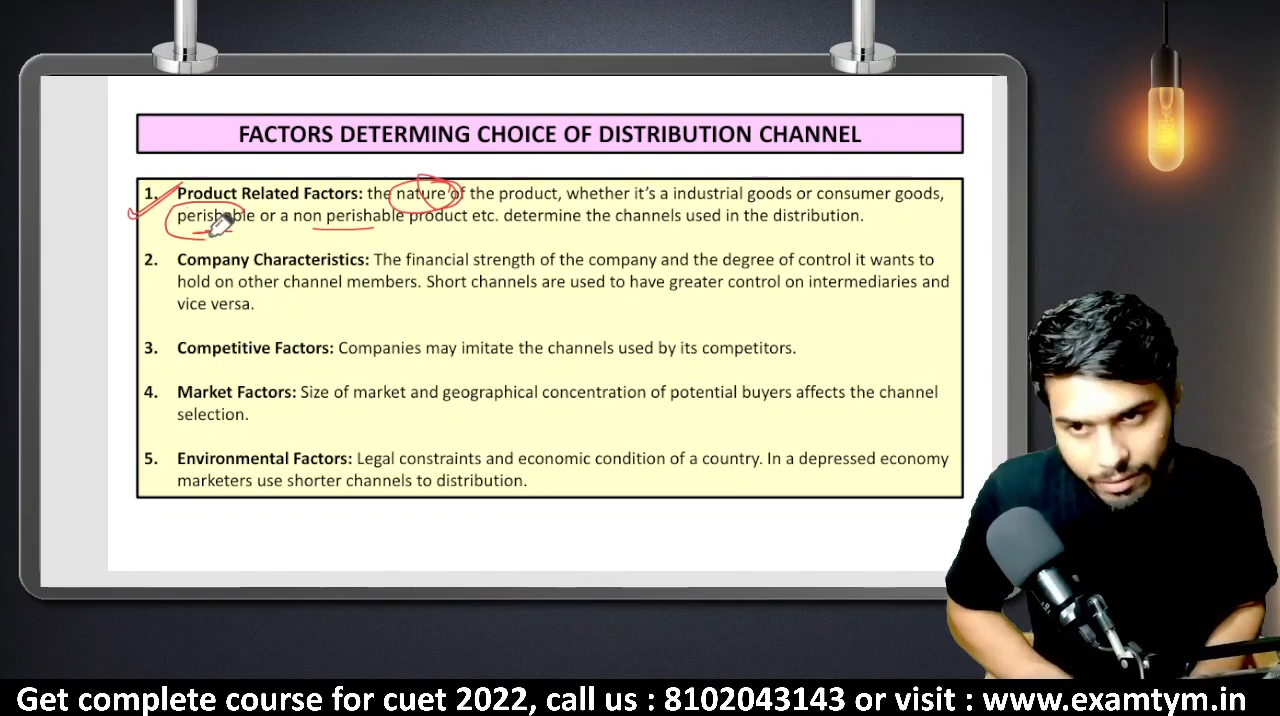 FACTORS DETERMING CHOICE OF DISTRIBUTION CHANNEL
1. Product Related Factors: the nature of the product, whether it's a industrial goods or consumer goods,
perishable or a non perishable product etc. determine the channels used in the distribution.
2. Company Characteristics: The financial strength of the company and the degree of control it wants to
hold on other channel members. Short channels are used to have greater control on intermediaries and
vice versa.
3. Competitive Factors: Companies may imitate the channels used by its competitors.
4. Market Factors: Size of market and geographical concentration of potential buyers affects the channel
selection.
5. Environmental Factors: Legal constraints and economic condition of a country. In a depressed economy
marketers use shorter channels to distribution.
Get complete course for cuet 2022, call us : 8102043143 or visit : www.examtym.in